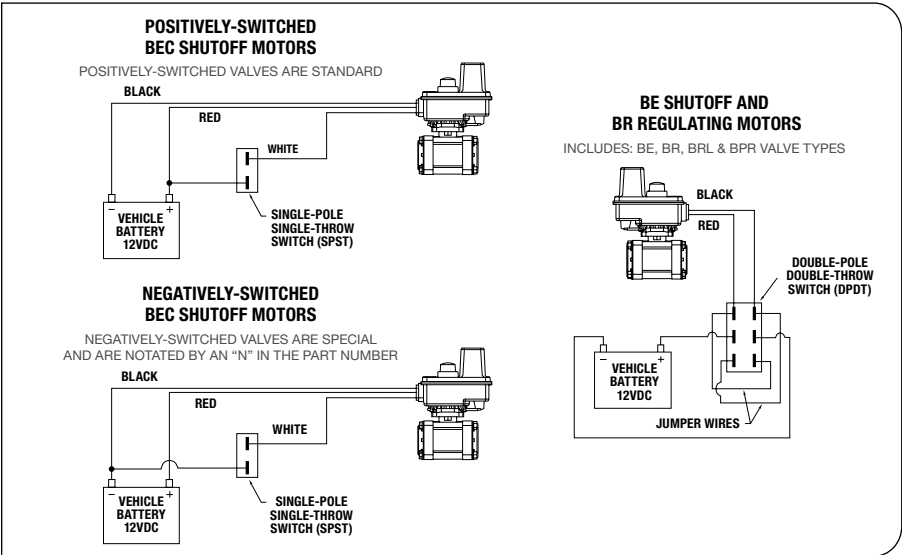 POSITIVELY-SWITCHED
BEC SHUTOFF MOTORS
POSITIVELY-SWITCHED VALVES ARE STANDARD
BLACK
RED
WHITE
− +
VEHICLE
BATTERY
12VDC
SINGLE-POLE
SINGLE-THROW
SWITCH (SPST)
NEGATIVELY-SWITCHED
BEC SHUTOFF MOTORS
NEGATIVELY-SWITCHED VALVES ARE SPECIAL
AND ARE NOTATED BY AN “N” IN THE PART NUMBER
BLACK
RED
WHITE
− +
VEHICLE
BATTERY
12VDC
SINGLE-POLE
SINGLE-THROW
SWITCH (SPST)
BE SHUTOFF AND
BR REGULATING MOTORS
INCLUDES: BE, BR, BRL & BPR VALVE TYPES
BLACK
RED
DOUBLE-POLE
DOUBLE-THROW
SWITCH (DPDT)
− +
VEHICLE
BATTERY
12VDC
JUMPER WIRES